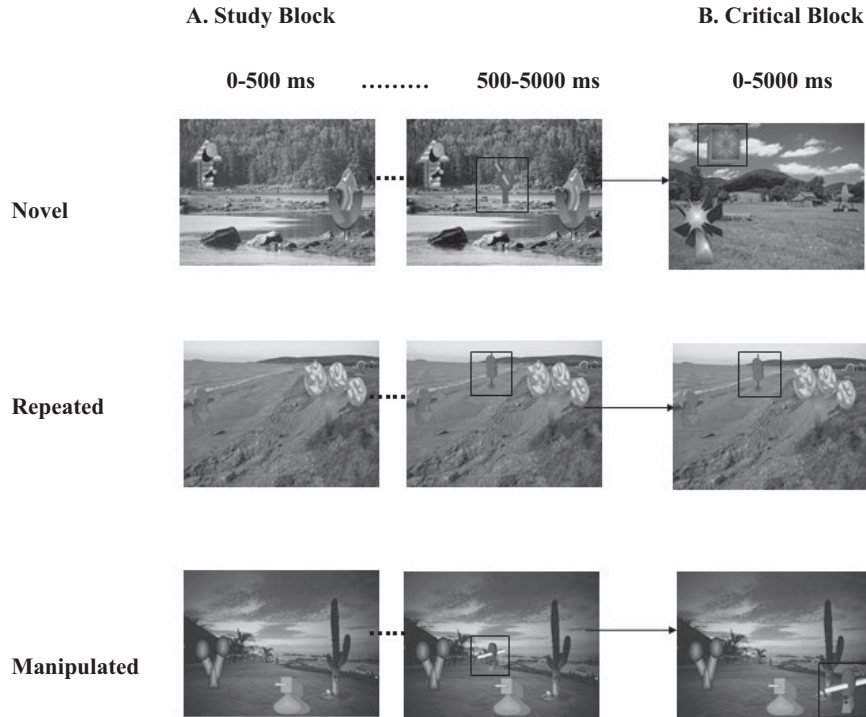 A. Study Block B. Critical Block
0-500 ms ......... 500-5000 ms 0-5000 ms
Novel
Repeated
Manipulated